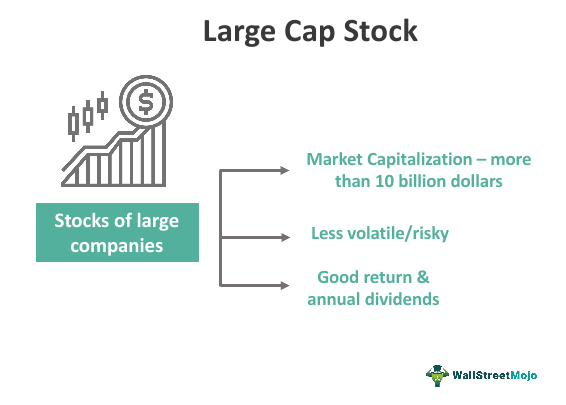 Large Cap Stock
$
Stocks of large
companies
Market Capitalization – more
than 10 billion dollars
Less volatile/risky
Good return &
annual dividends
WallStreetMojo